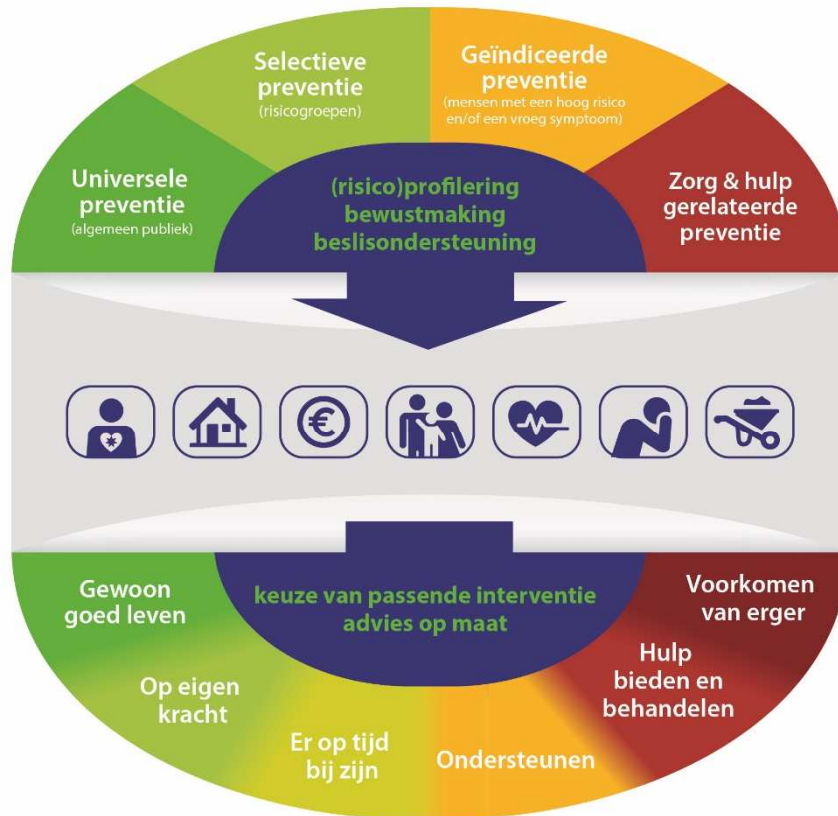 Selectieve
preventie
(risicogroepen)
Geïndiceerde
preventie
(mensen met een hoog risico
en/of een vroeg symptoom)
Universele
preventie
(algemeen publiek)
(risico)profilering
bewustmaking
beslisondersteuning
Zorg & hulp
gerelateerde
preventie
€
Gewoon
goed leven
keuze van passende interventie
advies op maat
Voorkomen
van erger
Op eigen
kracht
Hulp
bieden en
behandelen
Er op tijd
bij zijn
Ondersteunen